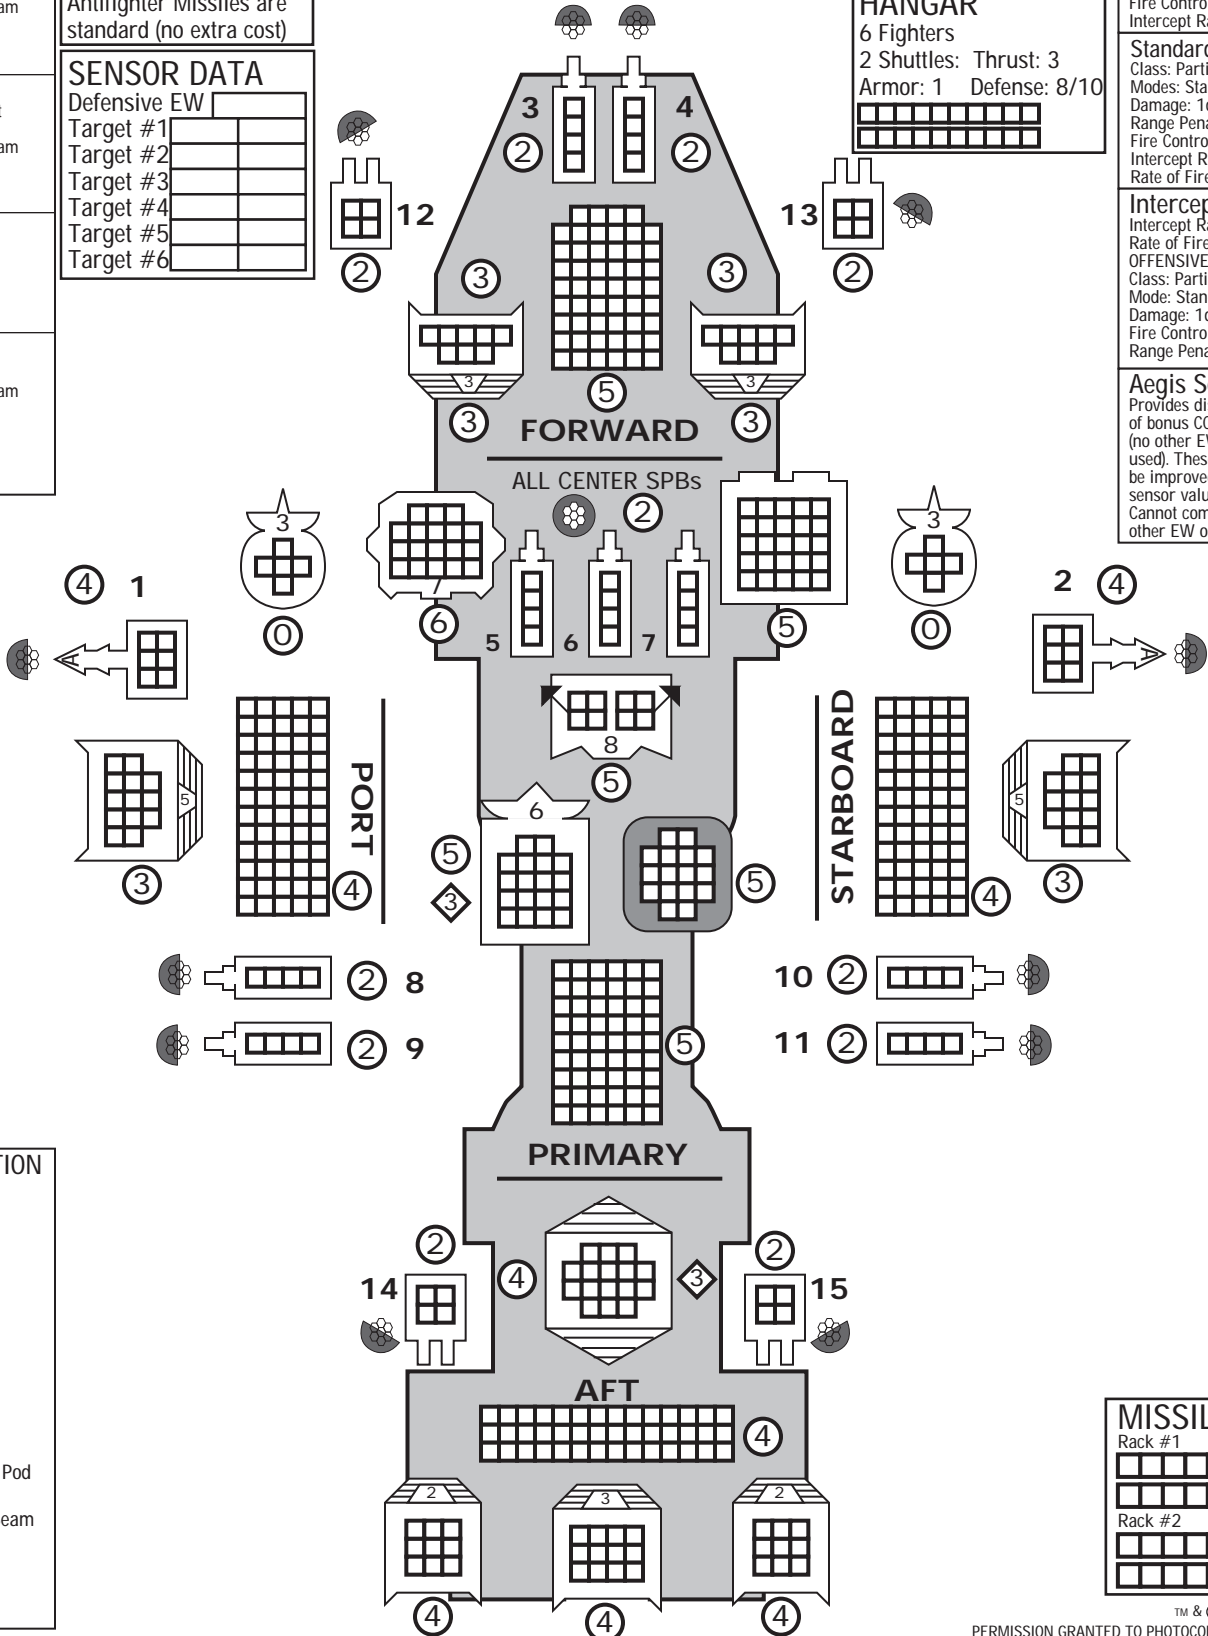 am
t
am
am
Antifighter Missiles are
standard (no extra cost)
SENSOR DATA
Defensive EW
Target #1
Target #2
Target #3
Target #4
Target #5
Target #6
HANGAR
6 Fighters
2 Shuttles: Thrust: 3
Armor: 1 Defense: 8/10
Fire Contro
Intercept Ra
Standard
Class: Parti
Modes: Sta
Damage: 1d
Range Pena
Fire Contro
Intercept R
Rate of Fire
Intercep
Intercept Ra
Rate of Fire
OFFENSIVE
Class: Parti
Mode: Stan
Damage: 1d
Fire Contro
Range Pena
Aegis Se
Provides di
of bonus CC
(no other EW
used). Thes
be improve
sensor valu
Cannot com
other EW o
3 4
2 2
12 13
2 2
3 3
3 3
5
3 3
FORWARD
ALL CENTER SPBs
2
3 3
7
6 5
0 0
4 1
2 4
5 6 7
8
5
PORT
STARBOARD
5 5
3 3
4 4
6
5 5
3
2 8
10 2
2 9
11 2
5
PRIMARY
2 2
14 15
4 3
AFT
4
2 3 2
4 4 4
TION
Pod
eam
MISSIL
Rack #1
Rack #2
TM & (
PERMISSION GRANTED TO PHOTOCO